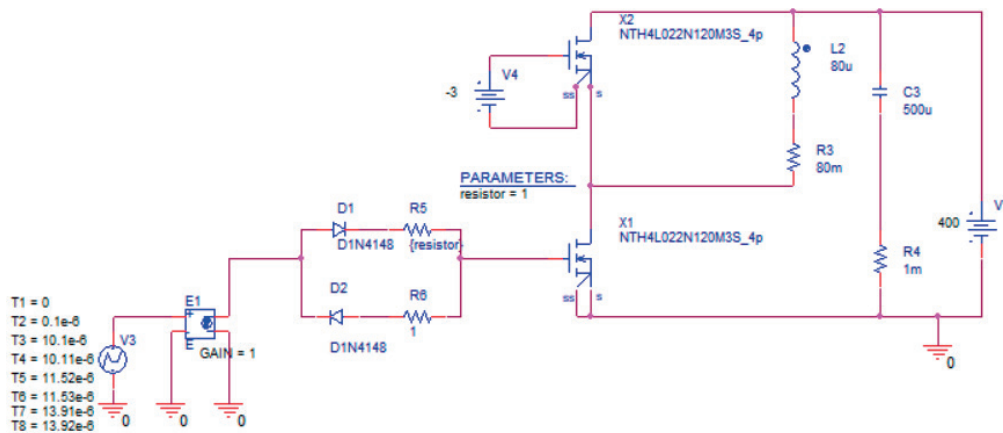 X2
NTH4L022N120M3S_4p
V4
-3
ss
s
L2
80u
C3
500u
R3
80m
PARAMETERS:
resistor = 1
D1
D1N4148
R5
{resistor}
X1
NTH4L022N120M3S_4p
V
400
R4
1m
D2
D1N4148
R6
1
ss
s
0
T1 = 0
T2 = 0.1e-6
T3 = 10.1e-6
T4 = 10.11e-6
T5 = 11.52e-6
T6 = 11.53e-6
T7 = 13.91e-6
T8 = 13.92e-6
V3
E1
E
GAIN = 1
0
0
0